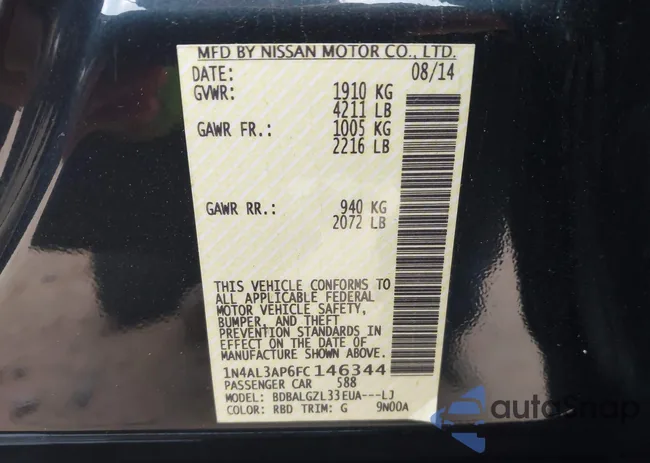 MFD BY NISSAN MOTOR CO., LTD.
DATE: 08/14
GVWR: 1910 KG
4211 LB
GAWR FR.: 1005 KG
2216 LB
GAWR RR.: 940 KG
2072 LB
THIS VEHICLE CONFORMS TO
ALL APPLICABLE FEDERAL
MOTOR VEHICLE SAFETY,
BUMPER, AND THEFT
PREVENTION STANDARDS IN
EFFECT ON THE DATE OF
MANUFACTURE SHOWN ABOVE.
1N4AL3AP6FC146344
PASSENGER CAR 588
MODEL: BDBALGZL33EUA---LJ
COLOR: RBD TRIM: G 9N00A
autoSnap